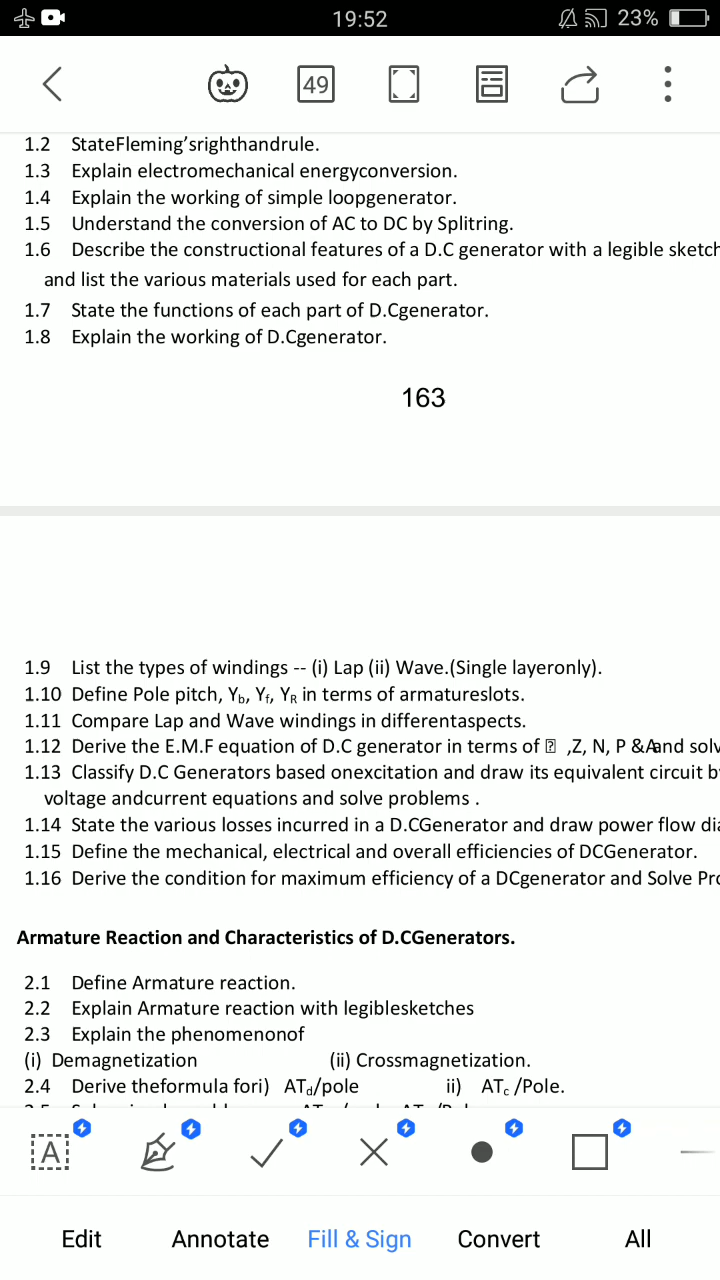 19:52
23%
49
1.2 StateFleming’srighthandrule.
1.3 Explain electromechanical energyconversion.
1.4 Explain the working of simple loopgenerator.
1.5 Understand the conversion of AC to DC by Splitring.
1.6 Describe the constructional features of a D.C generator with a legible sketch
and list the various materials used for each part.
1.7 State the functions of each part of D.Cgenerator.
1.8 Explain the working of D.Cgenerator.
163
1.9 List the types of windings -- (i) Lap (ii) Wave.(Single layeronly).
1.10 Define Pole pitch, Yb, Yf, YR in terms of armatureslots.
1.11 Compare Lap and Wave windings in differentaspects.
1.12 Derive the E.M.F equation of D.C generator in terms of ,Z, N, P &Aand solv
1.13 Classify D.C Generators based onexcitation and draw its equivalent circuit b
voltage andcurrent equations and solve problems .
1.14 State the various losses incurred in a D.CGenerator and draw power flow dia
1.15 Define the mechanical, electrical and overall efficiencies of DCGenerator.
1.16 Derive the condition for maximum efficiency of a DCgenerator and Solve Pro
Armature Reaction and Characteristics of D.CGenerators.
2.1 Define Armature reaction.
2.2 Explain Armature reaction with legiblesketches
2.3 Explain the phenomenonof
(i) Demagnetization (ii) Crossmagnetization.
2.4 Derive theformula fori) ATd/pole ii) ATc /Pole.
A
Edit Annotate Fill & Sign Convert All